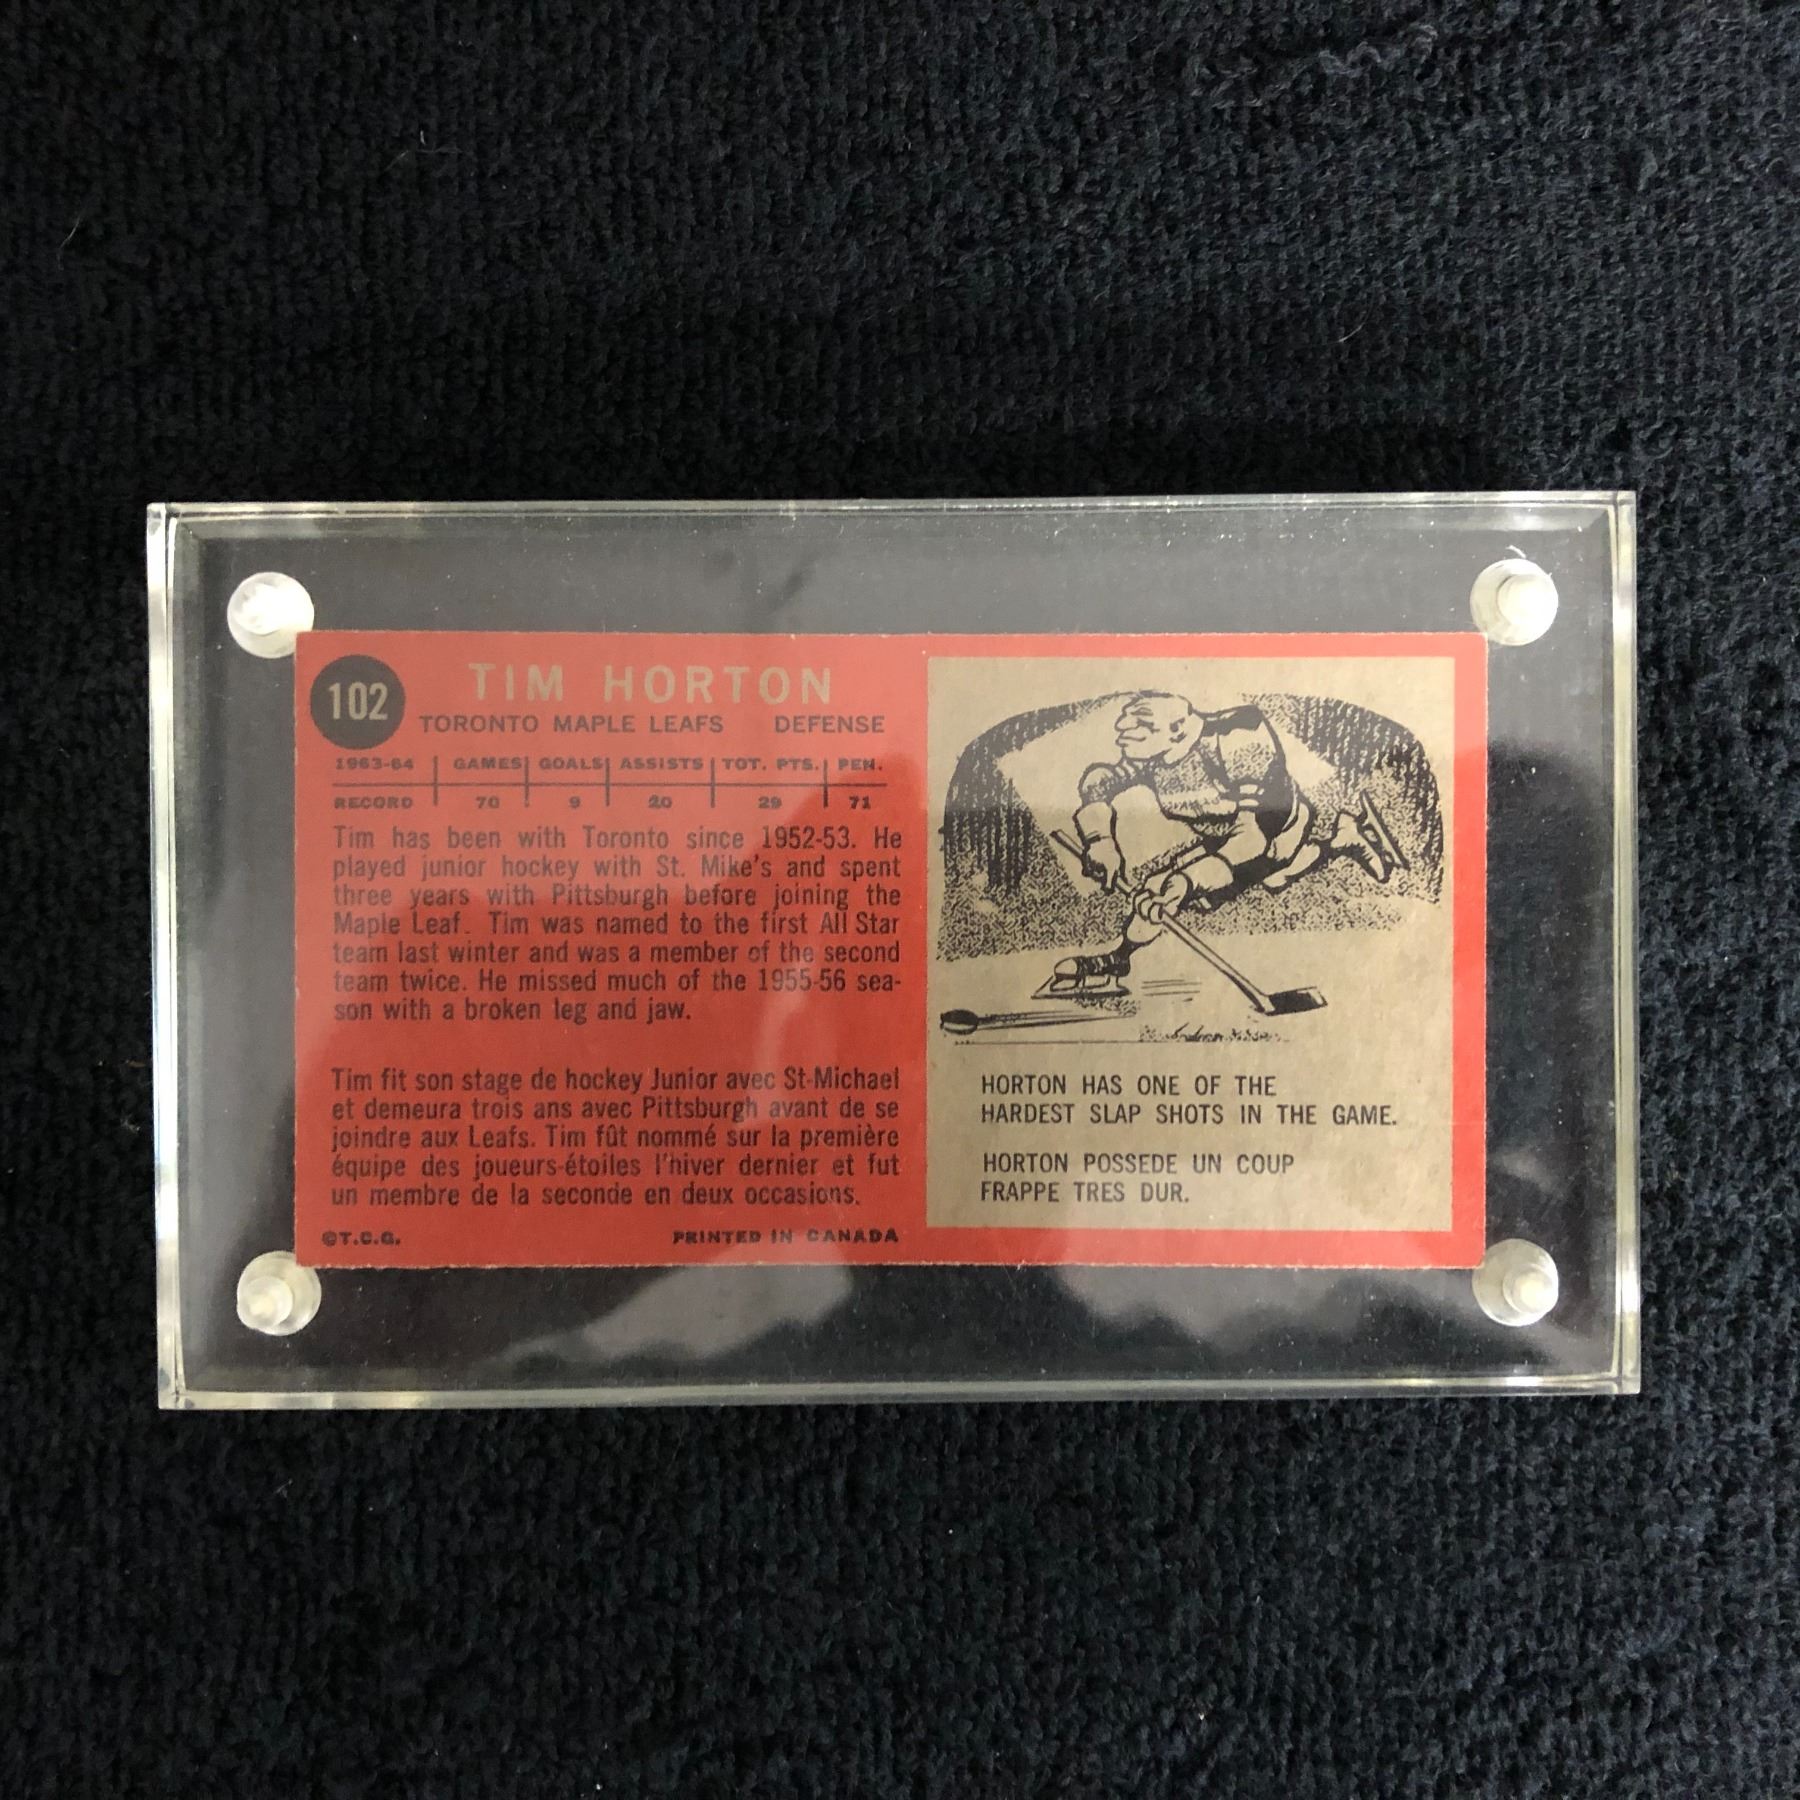 102
TIM HORTON
TORONTO MAPLE LEAFS DEFENSE
1963-64 GAMES GOALS ASSISTS TOT. PTS. PEN.
RECORD 70 9 20 29 71
Tim has been with Toronto since 1952-53. He
played junior hockey with St. Mike's and spent
three years with Pittsburgh before joining the
Maple Leaf. Tim was named to the first All Star
team last winter and was a member of the second
team twice. He missed much of the 1955-56 sea-
son with a broken leg and jaw.
Tim fit son stage de hockey Junior avec St-Michael
et demeura trois ans avec Pittsburgh avant de se
joindre aux Leafs. Tim fût nommé sur la première
équipe des joueurs-étoiles l'hiver dernier et fut
un membre de la seconde en deux occasions.
©T.C.G. PRINTED IN CANADA
HORTON HAS ONE OF THE
HARDEST SLAP SHOTS IN THE GAME.
HORTON POSSEDE UN COUP
FRAPPE TRES DUR.